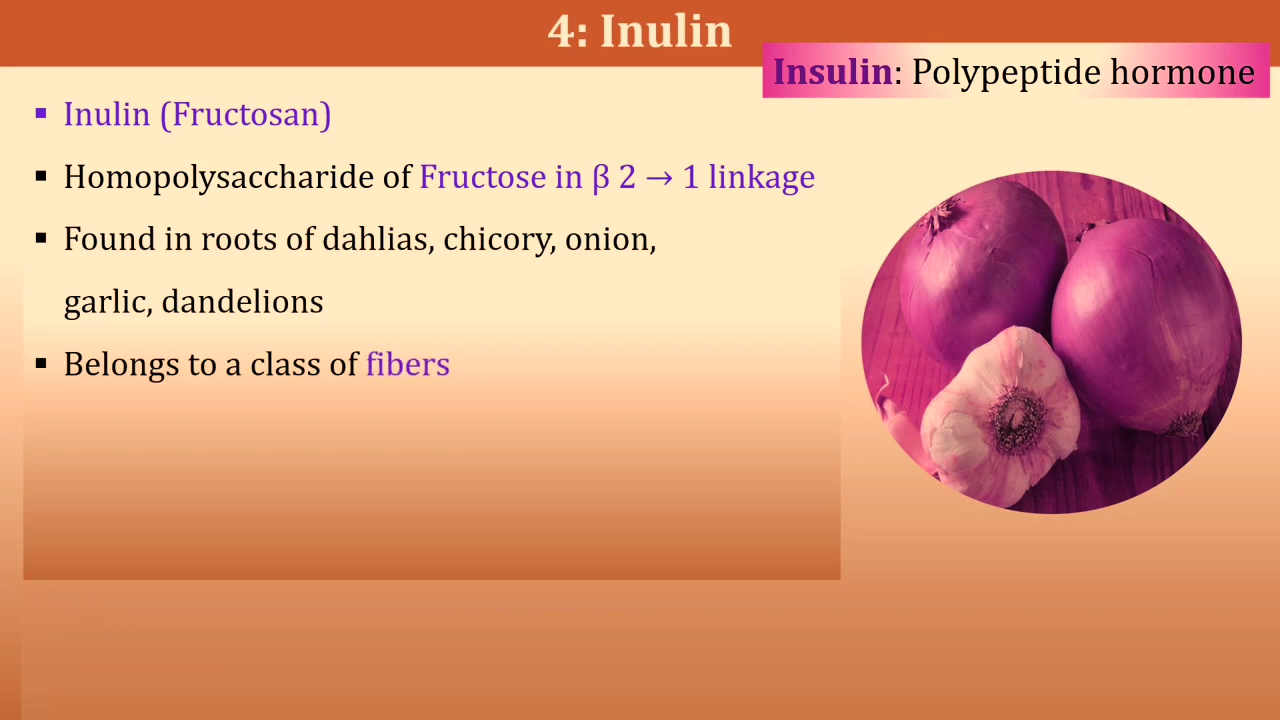 4: Inulin
Insulin: Polypeptide hormone
▪ Inulin (Fructosan)
▪ Homopolysaccharide of Fructose in β 2 → 1 linkage
▪ Found in roots of dahlias, chicory, onion,
garlic, dandelions
▪ Belongs to a class of fibers